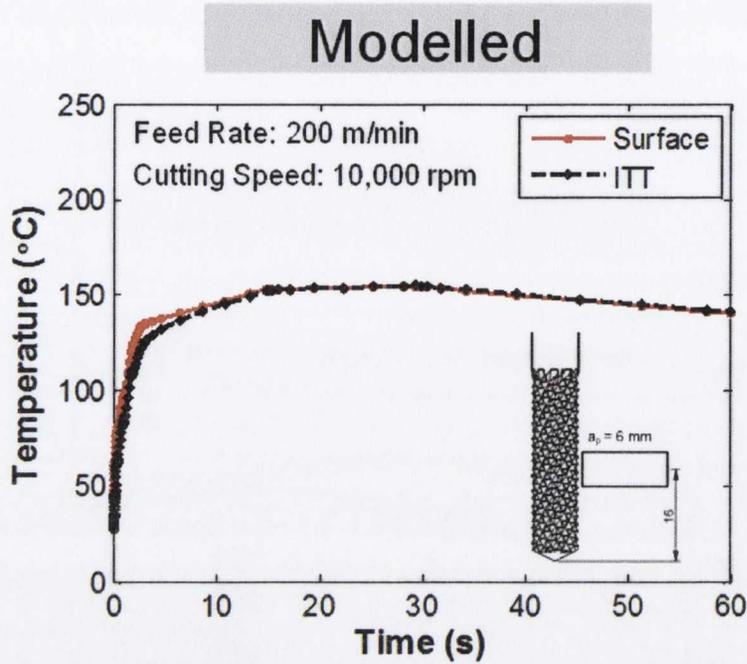 Modelled
250
200
150
100
50
0
Temperature (°C)
Feed Rate: 200 m/min
Cutting Speed: 10,000 rpm
Surface
ITT
aₚ = 6 mm
16
0
10
20
30
40
50
60
Time (s)